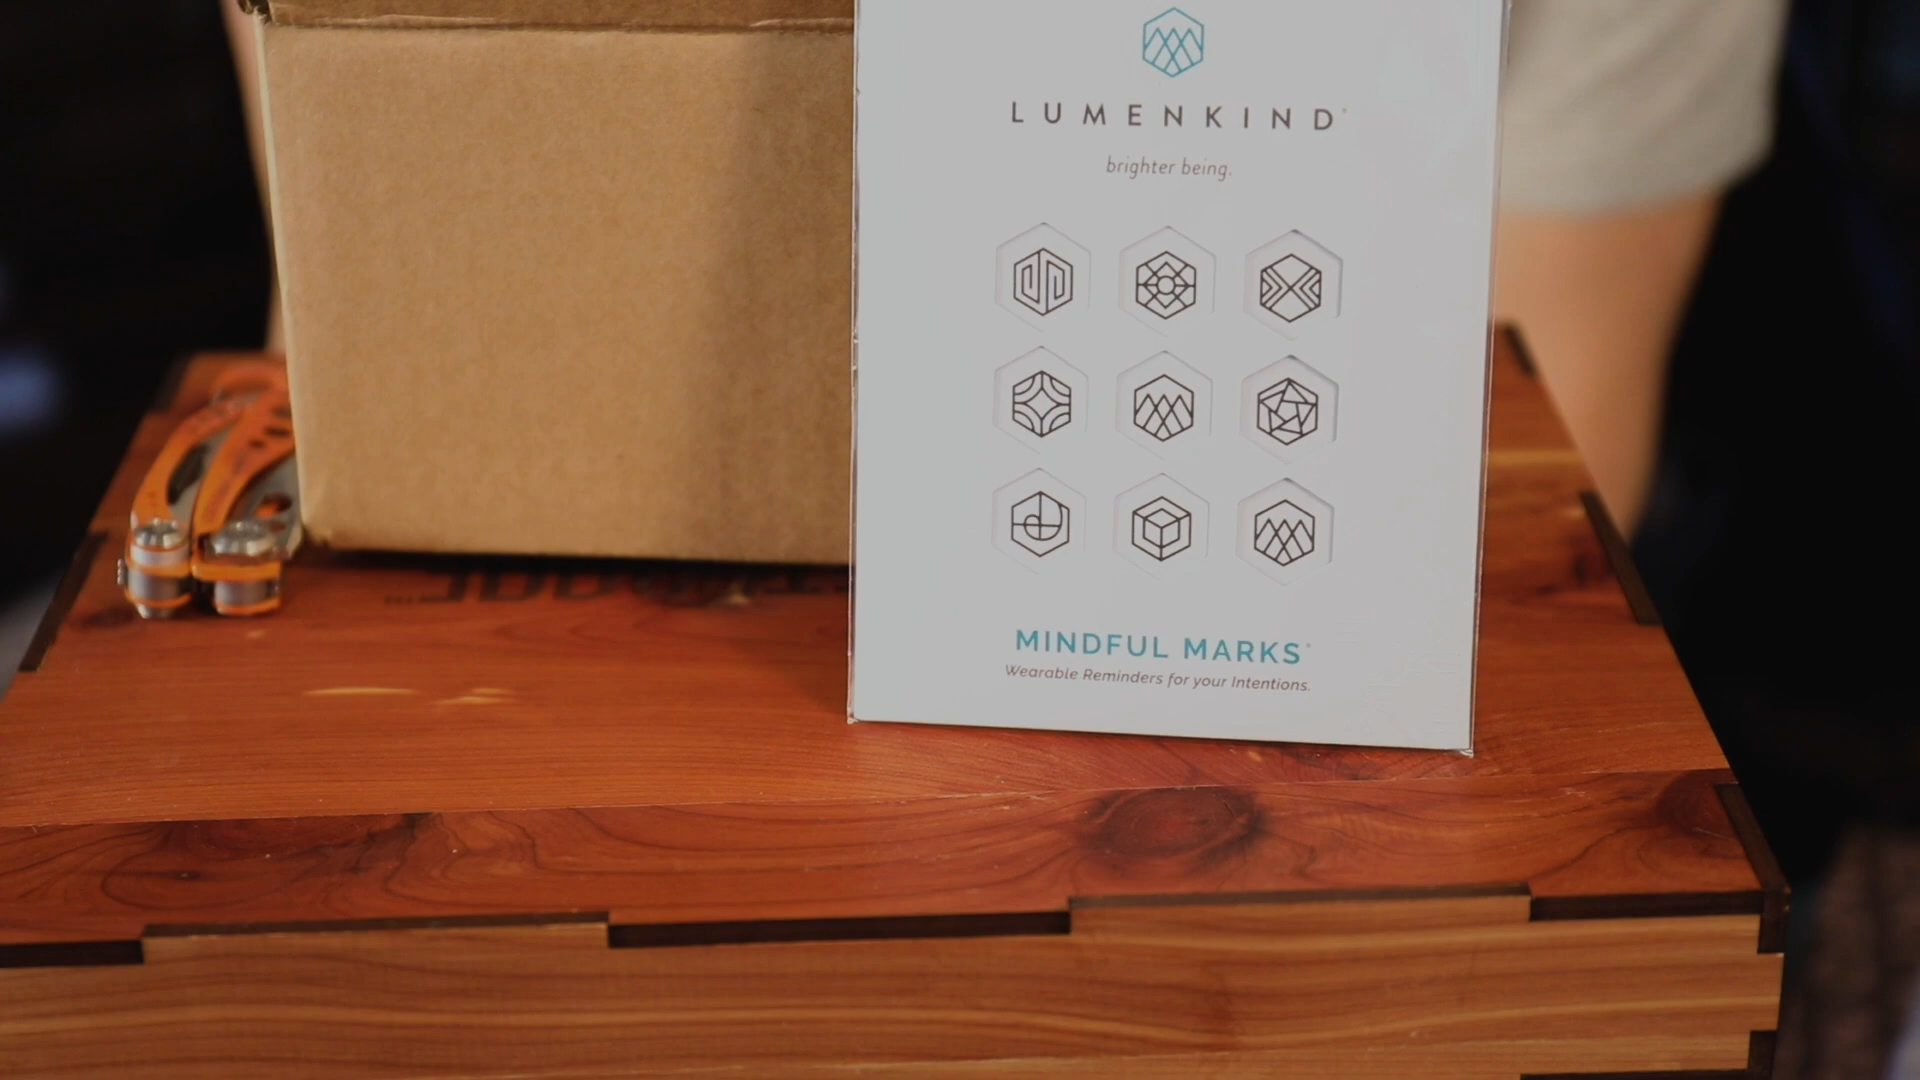 LUMENKIND
brighter being.
MINDFUL MARKS
Wearable Reminders for your Intentions.